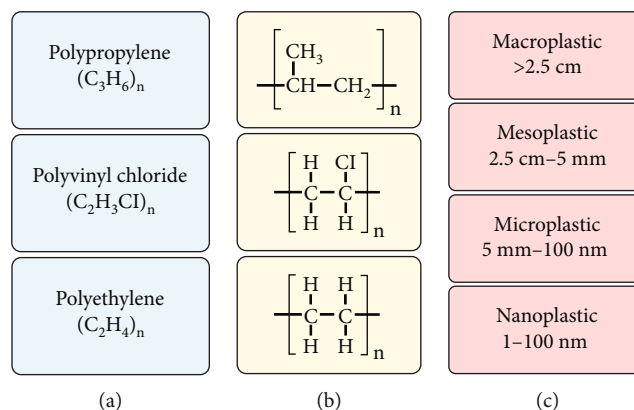 Polypropylene
(C₃H₆)ₙ
Polyvinyl chloride
(C₂H₃CI)ₙ
Polyethylene
(C₂H₄)ₙ
(a)
CH₃
CH CH₂
n
H CI
C C
H H
n
H H
C C
H H
n
(b)
Macroplastic
>2.5 cm
Mesoplastic
2.5 cm–5 mm
Microplastic
5 mm–100 nm
Nanoplastic
1–100 nm
(c)